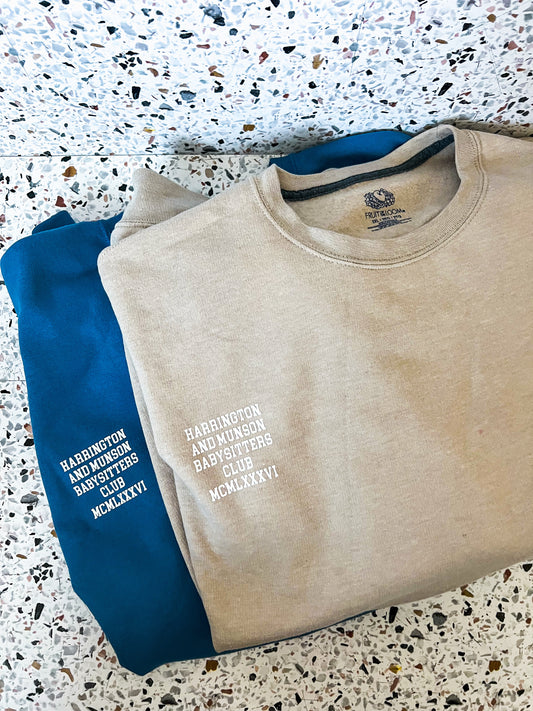 FRUIT OF THE LOOM
HARRINGTON
AND MUNSON
BABYSITTERS
CLUB
MCMLXXXVI
HARRINGTON
AND MUNSON
BABYSITTERS
CLUB
MCMLXXXVI